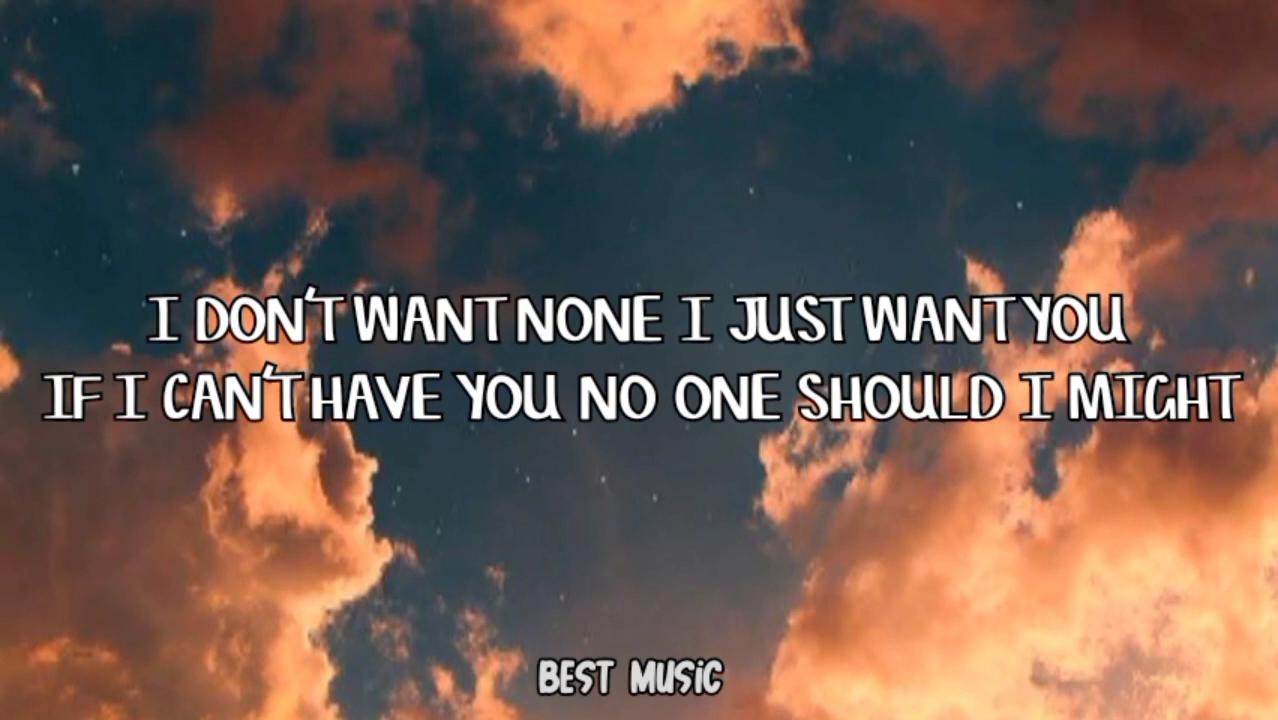 I DON'T WANT NONE I JUST WANT YOU
IF I CAN'T HAVE YOU NO ONE SHOULD I MIGHT
BEST MUSiC